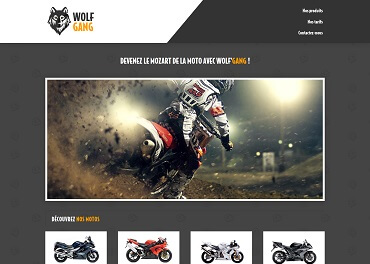 WOLF
GANG
Nos produits
Nos tarifs
Contactez-nous
DEVENEZ LE MOZART DE LA MOTO AVEC WOLF'GANG !
DÉCOUVREZ NOS MOTOS